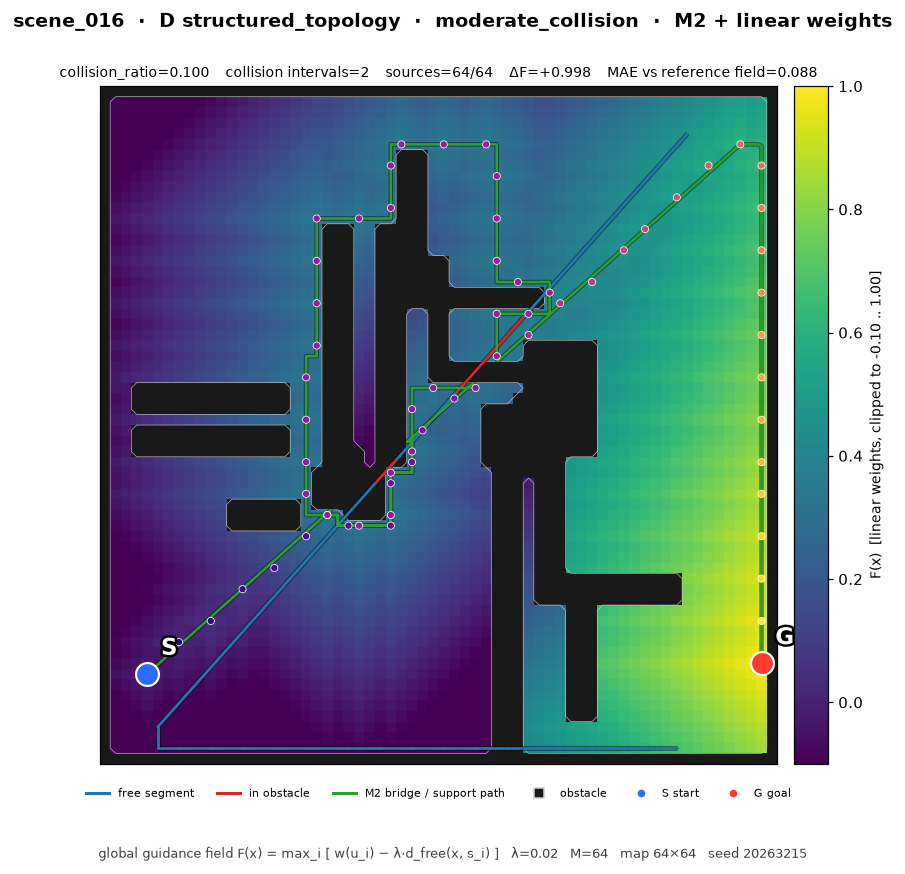 scene_016  ·  D structured_topology  ·  moderate_collision  ·  M2 + linear weights
collision_ratio=0.100    collision intervals=2    sources=64/64    ΔF=+0.998    MAE vs reference field=0.088
S
G
1.0
0.8
0.6
0.4
0.2
0.0
F(x)  [linear weights, clipped to -0.10 .. 1.00]
free segment
in obstacle
M2 bridge / support path
obstacle
S start
G goal
global guidance field F(x) = max_i [ w(u_i) − λ·d_free(x, s_i) ]   λ=0.02   M=64   map 64×64   seed 20263215